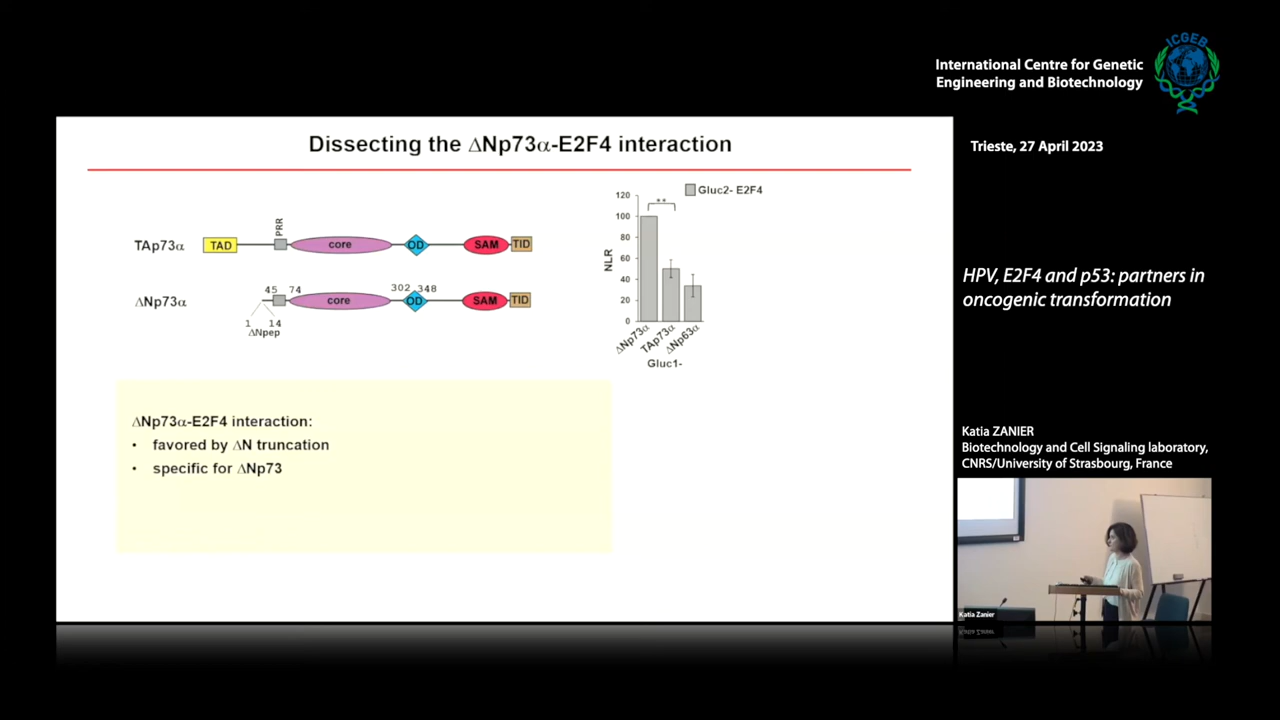 International Centre for Genetic
Engineering and Biotechnology
ICGEB
Trieste, 27 April 2023
HPV, E2F4 and p53: partners in
oncogenic transformation
Katia ZANIER
Biotechnology and Cell Signaling laboratory,
CNRS/University of Strasbourg, France
Katia Zanier
Dissecting the ΔNp73α-E2F4 interaction
TAp73α
TAD
PRR
core
OD
SAM
TID
ΔNp73α
45 74
302 348
core
OD
SAM
TID
1 14
ΔNpep
Gluc2- E2F4
**
NLR
120
100
80
60
40
20
0
ΔNp73α
TAp73α
ΔNp63α
Gluc1-
ΔNp73α-E2F4 interaction:
• favored by ΔN truncation
• specific for ΔNp73